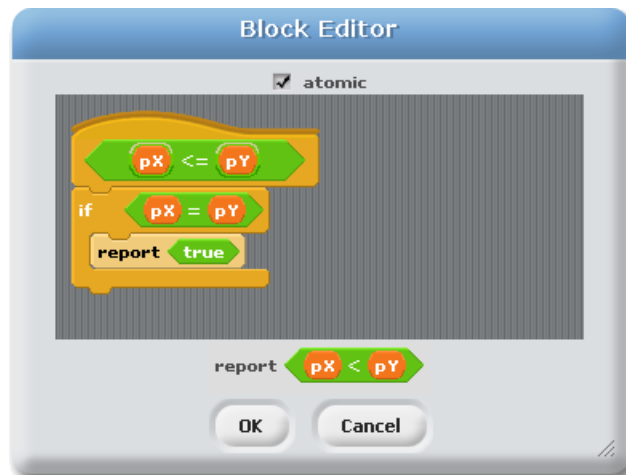 Block Editor
atomic
pX <= pY
if pX = pY
report true
report pX < pY
OK Cancel